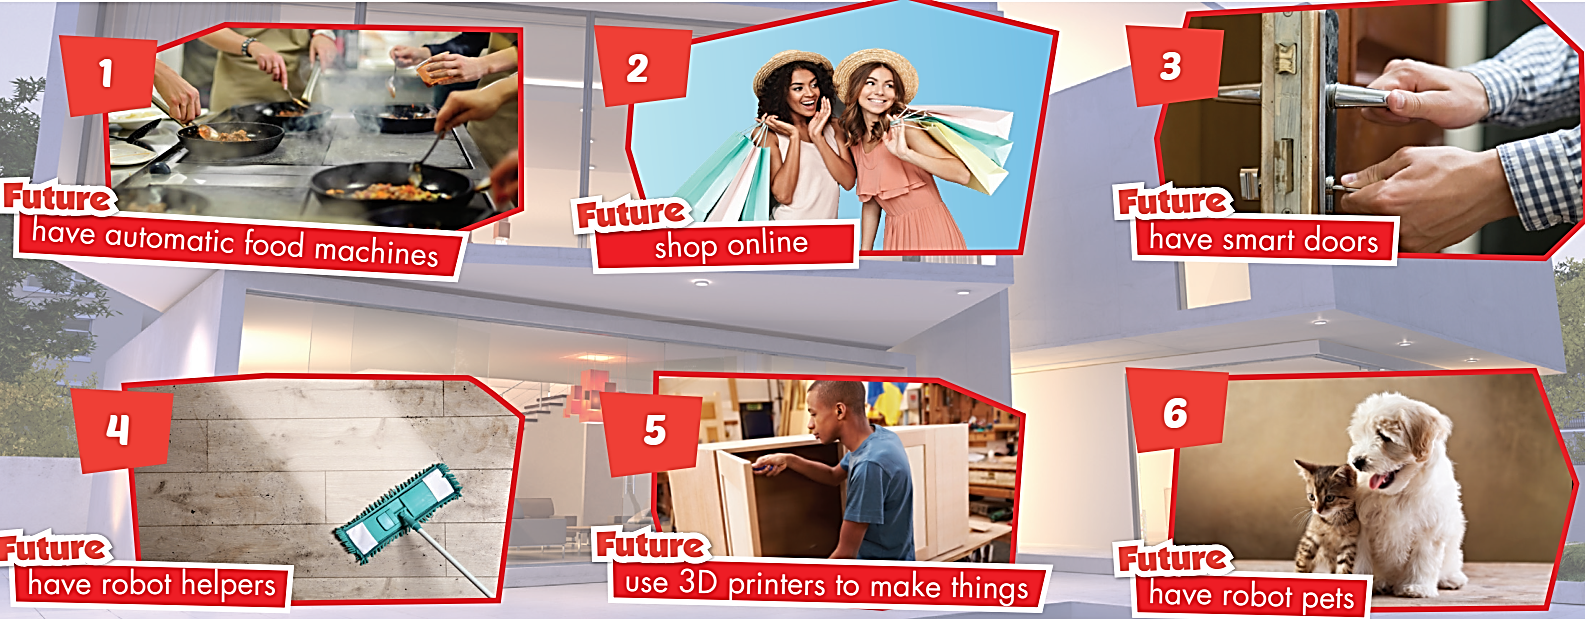 1
Future
have automatic food machines
2
Future
shop online
3
Future
have smart doors
4
Future
have robot helpers
5
Future
use 3D printers to make things
6
Future
have robot pets